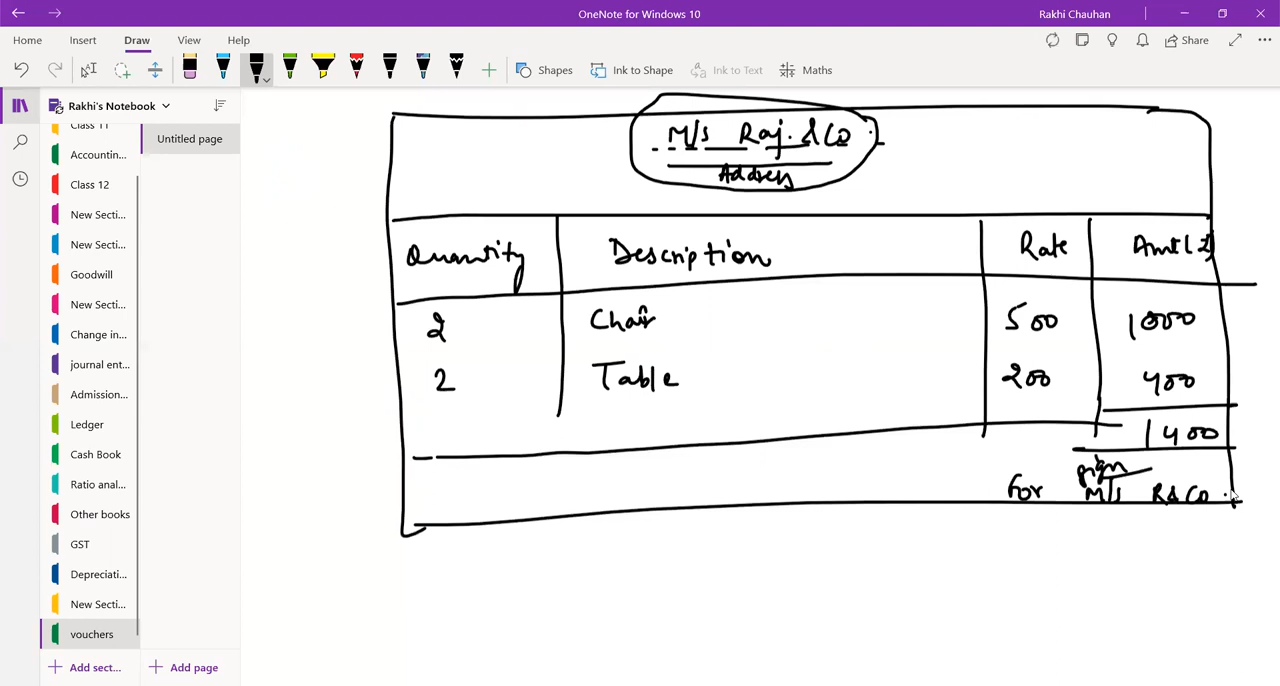 OneNote for Windows 10
Rakhi Chauhan
Home Insert Draw View Help
Share
Shapes Ink to Shape Ink to Text Maths
Rakhi's Notebook
Untitled page
Class 11
Accountin...
Class 12
New Secti...
New Secti...
Goodwill
New Secti...
Change in...
journal ent...
Admission...
Ledger
Cash Book
Ratio anal...
Other books
GST
Depreciati...
New Secti...
vouchers
Add sect...
Add page
M/s Raj. & Co.
Address
Quantity Description Rate Amt(₹)
2 Chair 500 1000
2 Table 200 400
1400
Sign
For M/s R & Co.